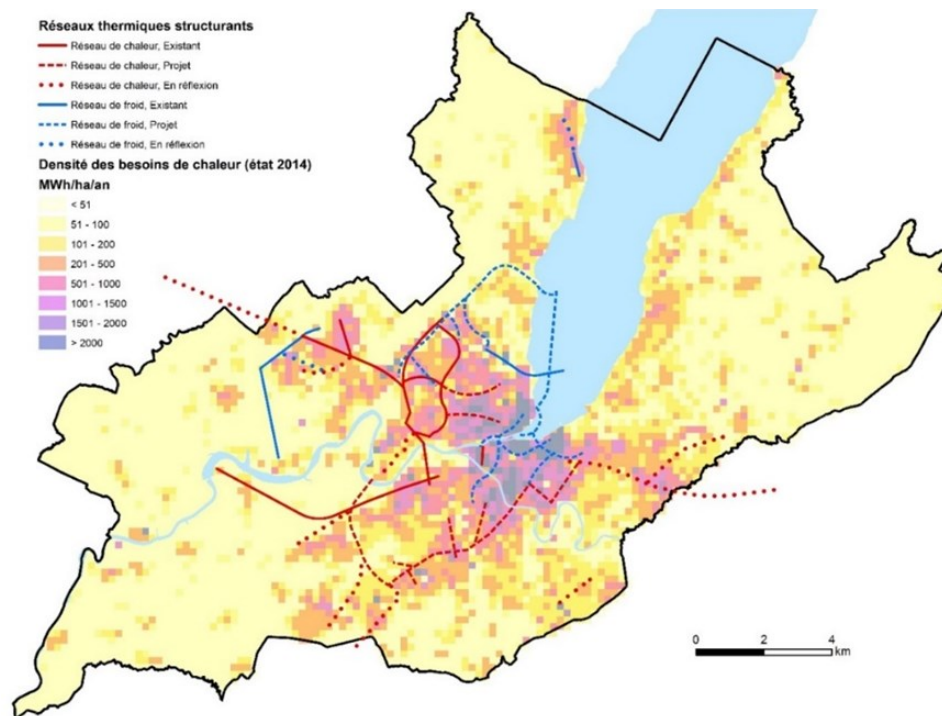 Réseaux thermiques structurants
Réseau de chaleur, Existant
Réseau de chaleur, Projet
Réseau de chaleur, En réflexion
Réseau de froid, Existant
Réseau de froid, Projet
Réseau de froid, En réflexion
Densité des besoins de chaleur (état 2014)
MWh/ha/an
< 51
51 - 100
101 - 200
201 - 500
501 - 1000
1001 - 1500
1501 - 2000
> 2000
0 2 4
km